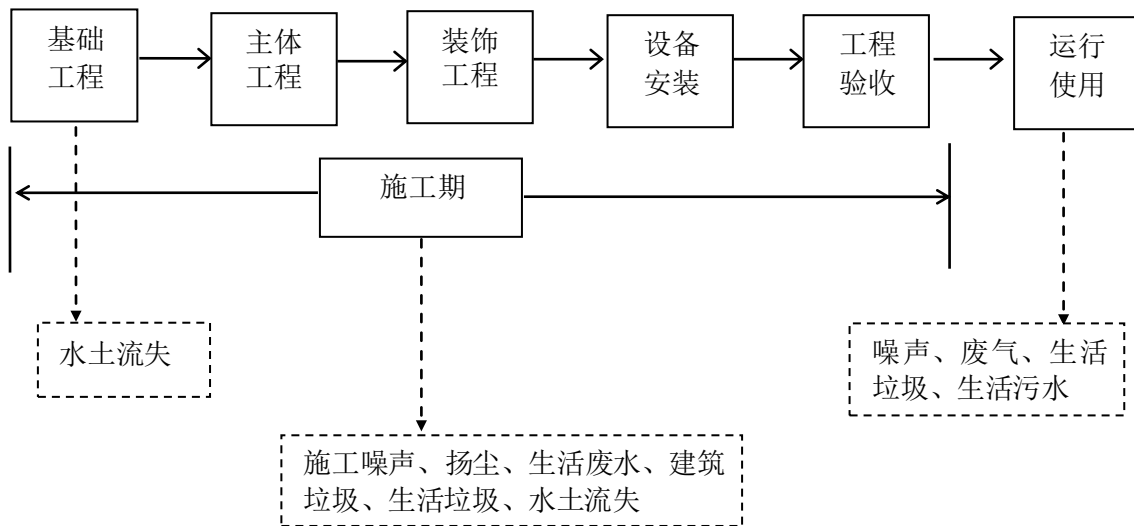 基础
工程
主体
工程
装饰
工程
设备
安装
工程
验收
运行
使用
施工期
水土流失
噪声、废气、生活
垃圾、生活污水
施工噪声、扬尘、生活废水、建筑
垃圾、生活垃圾、水土流失